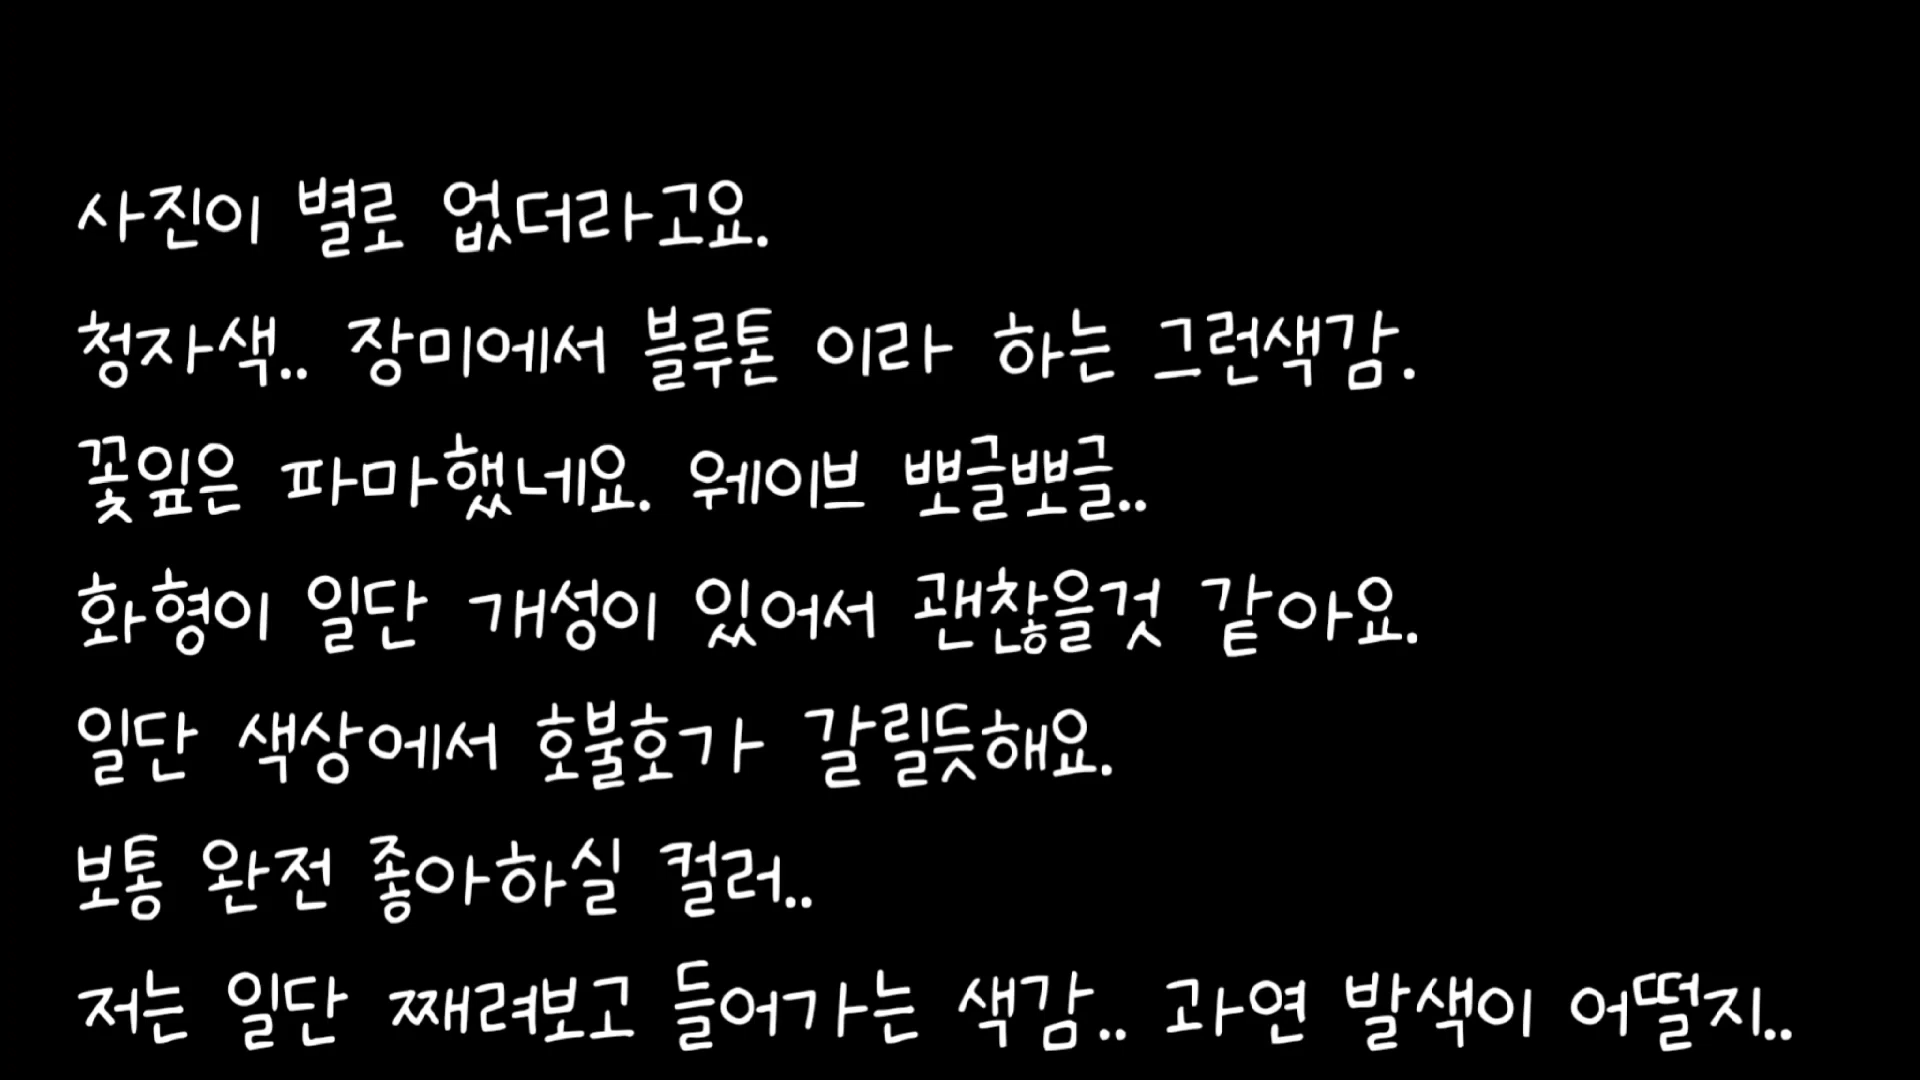 사진이 별로 없더라고요.
청자색.. 장미에서 블루톤 이라 하는 그런색감.
꽃잎은 파마했네요. 웨이브 뽀글뽀글..
화형이 일단 개성이 있어서 괜찮을것 같아요.
일단 색상에서 호불호가 갈릴듯해요.
보통 완전 좋아하실 컬러..
저는 일단 째려보고 들어가는 색감.. 과연 발색이 어떨지..